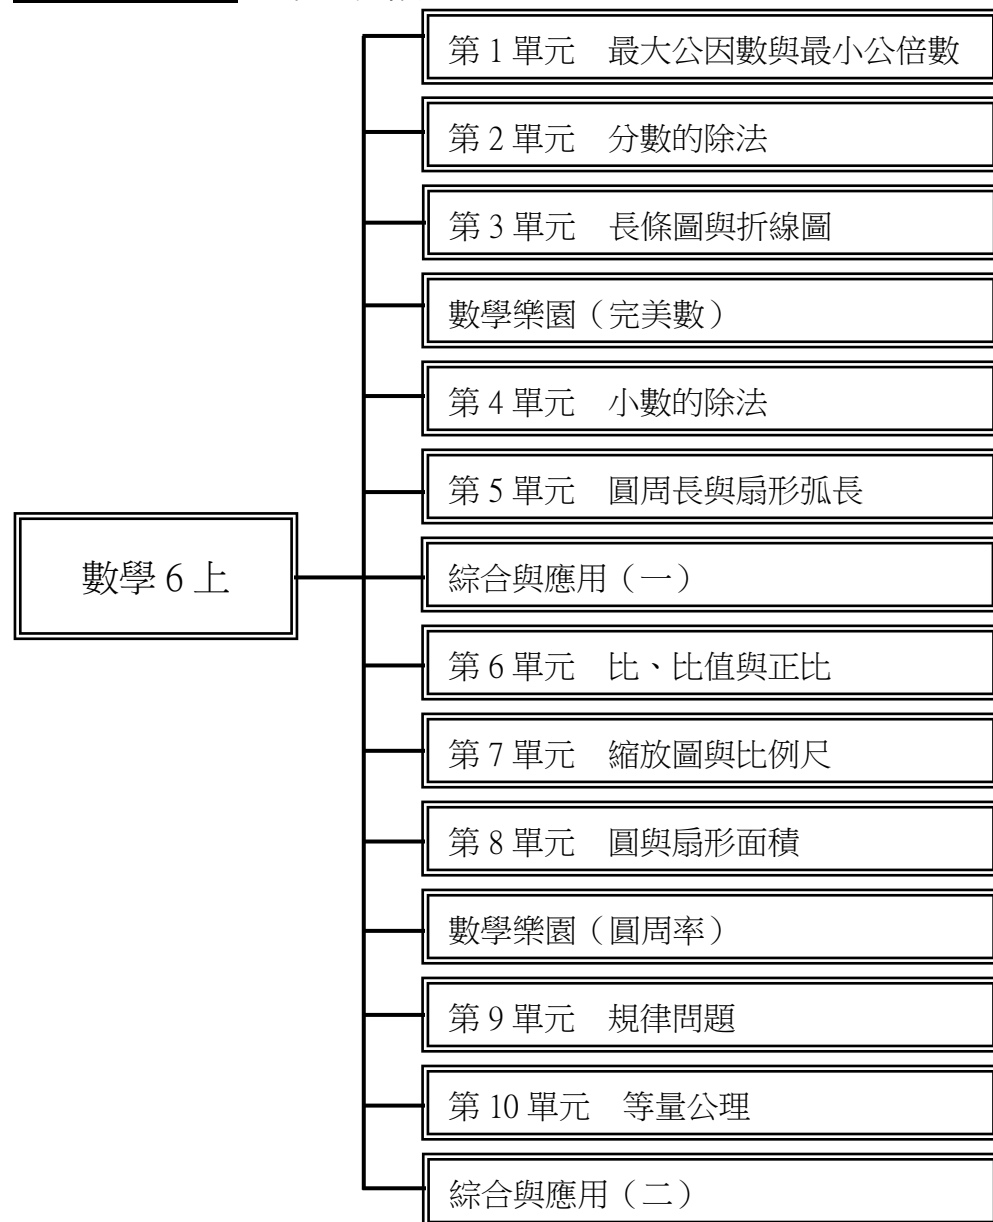 第 1 單元　最大公因數與最小公倍數
第 2 單元　分數的除法
第 3 單元　長條圖與折線圖
數學樂園（完美數）
第 4 單元　小數的除法
第 5 單元　圓周長與扇形弧長
數學 6 上
綜合與應用（一）
第 6 單元　比、比值與正比
第 7 單元　縮放圖與比例尺
第 8 單元　圓與扇形面積
數學樂園（圓周率）
第 9 單元　規律問題
第 10 單元　等量公理
綜合與應用（二）